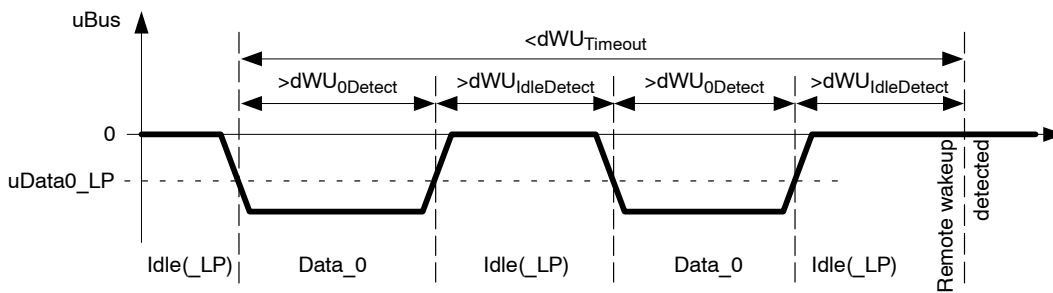 uBus
<dWUTimeout
>dWU0Detect >dWUIdleDetect >dWU0Detect >dWUIdleDetect
0
uData0_LP
Idle(_LP) Data_0 Idle(_LP) Data_0 Idle(_LP)
Remote wakeup
detected